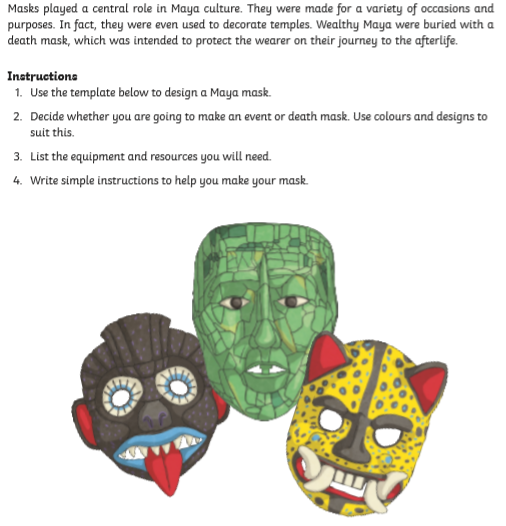 Masks played a central role in Maya culture. They were made for a variety of occasions and
purposes. In fact, they were even used to decorate temples. Wealthy Maya were buried with a
death mask, which was intended to protect the wearer on their journey to the afterlife.
Instructions
1. Use the template below to design a Maya mask.
2. Decide whether you are going to make an event or death mask. Use colours and designs to
suit this.
3. List the equipment and resources you will need.
4. Write simple instructions to help you make your mask.